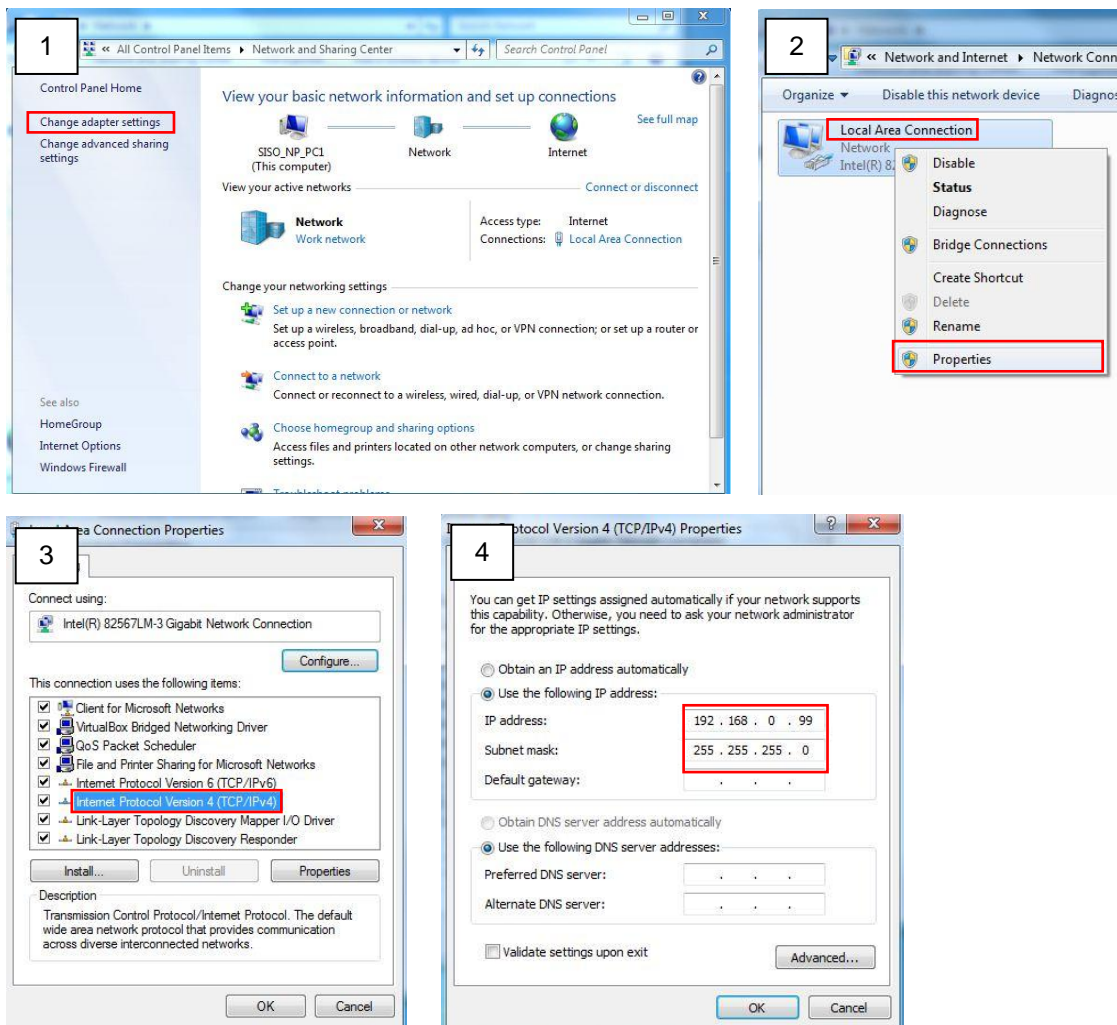 1
« All Control Panel Items ▸ Network and Sharing Center
Search Control Panel
Control Panel Home
Change adapter settings
Change advanced sharing
settings
See also
HomeGroup
Internet Options
Windows Firewall
View your basic network information and set up connections
See full map
SISO_NP_PC1
(This computer)
Network
Internet
View your active networks
Connect or disconnect
Network
Work network
Access type: Internet
Connections: Local Area Connection
Change your networking settings
Set up a new connection or network
Set up a wireless, broadband, dial-up, ad hoc, or VPN connection; or set up a router or
access point.
Connect to a network
Connect or reconnect to a wireless, wired, dial-up, or VPN network connection.
Choose homegroup and sharing options
Access files and printers located on other network computers, or change sharing
settings.
2
« Network and Internet ▸ Network Conn
Organize
Disable this network device
Diagnos
Local Area Connection
Network
Intel(R) 82
Disable
Status
Diagnose
Bridge Connections
Create Shortcut
Delete
Rename
Properties
3
ea Connection Properties
Connect using:
Intel(R) 82567LM-3 Gigabit Network Connection
Configure...
This connection uses the following items:
Client for Microsoft Networks
VirtualBox Bridged Networking Driver
QoS Packet Scheduler
File and Printer Sharing for Microsoft Networks
Internet Protocol Version 6 (TCP/IPv6)
Internet Protocol Version 4 (TCP/IPv4)
Link-Layer Topology Discovery Mapper I/O Driver
Link-Layer Topology Discovery Responder
Install...
Uninstall
Properties
Description
Transmission Control Protocol/Internet Protocol. The default
wide area network protocol that provides communication
across diverse interconnected networks.
OK
Cancel
4
otocol Version 4 (TCP/IPv4) Properties
You can get IP settings assigned automatically if your network supports
this capability. Otherwise, you need to ask your network administrator
for the appropriate IP settings.
Obtain an IP address automatically
Use the following IP address:
IP address: 192 . 168 . 0 . 99
Subnet mask: 255 . 255 . 255 . 0
Default gateway: . . .
Obtain DNS server address automatically
Use the following DNS server addresses:
Preferred DNS server: . . .
Alternate DNS server: . . .
Validate settings upon exit
Advanced...
OK
Cancel